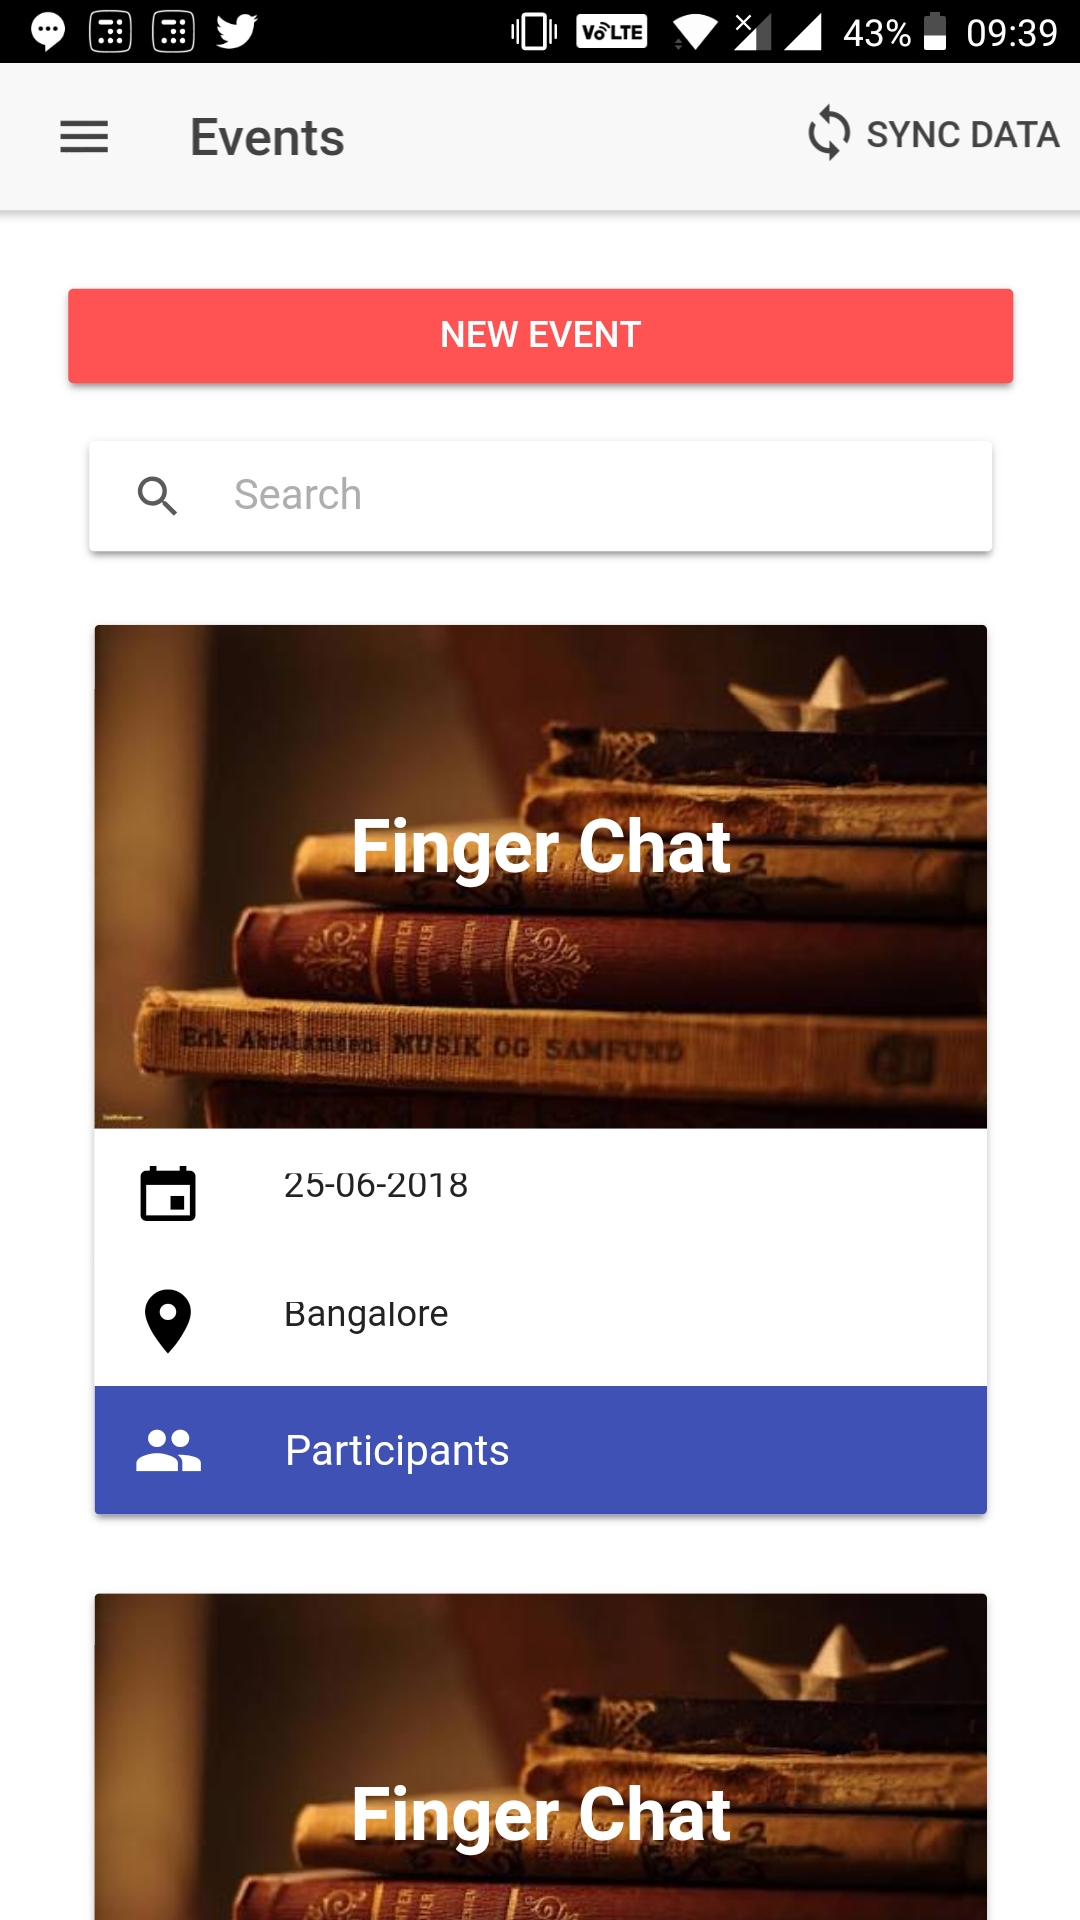 VoLTE 43% 09:39
Events SYNC DATA
NEW EVENT
Search
Finger Chat
Erik Abrahamsen: MUSIK OG SAMFUND
25-06-2018
Bangalore
Participants
Finger Chat